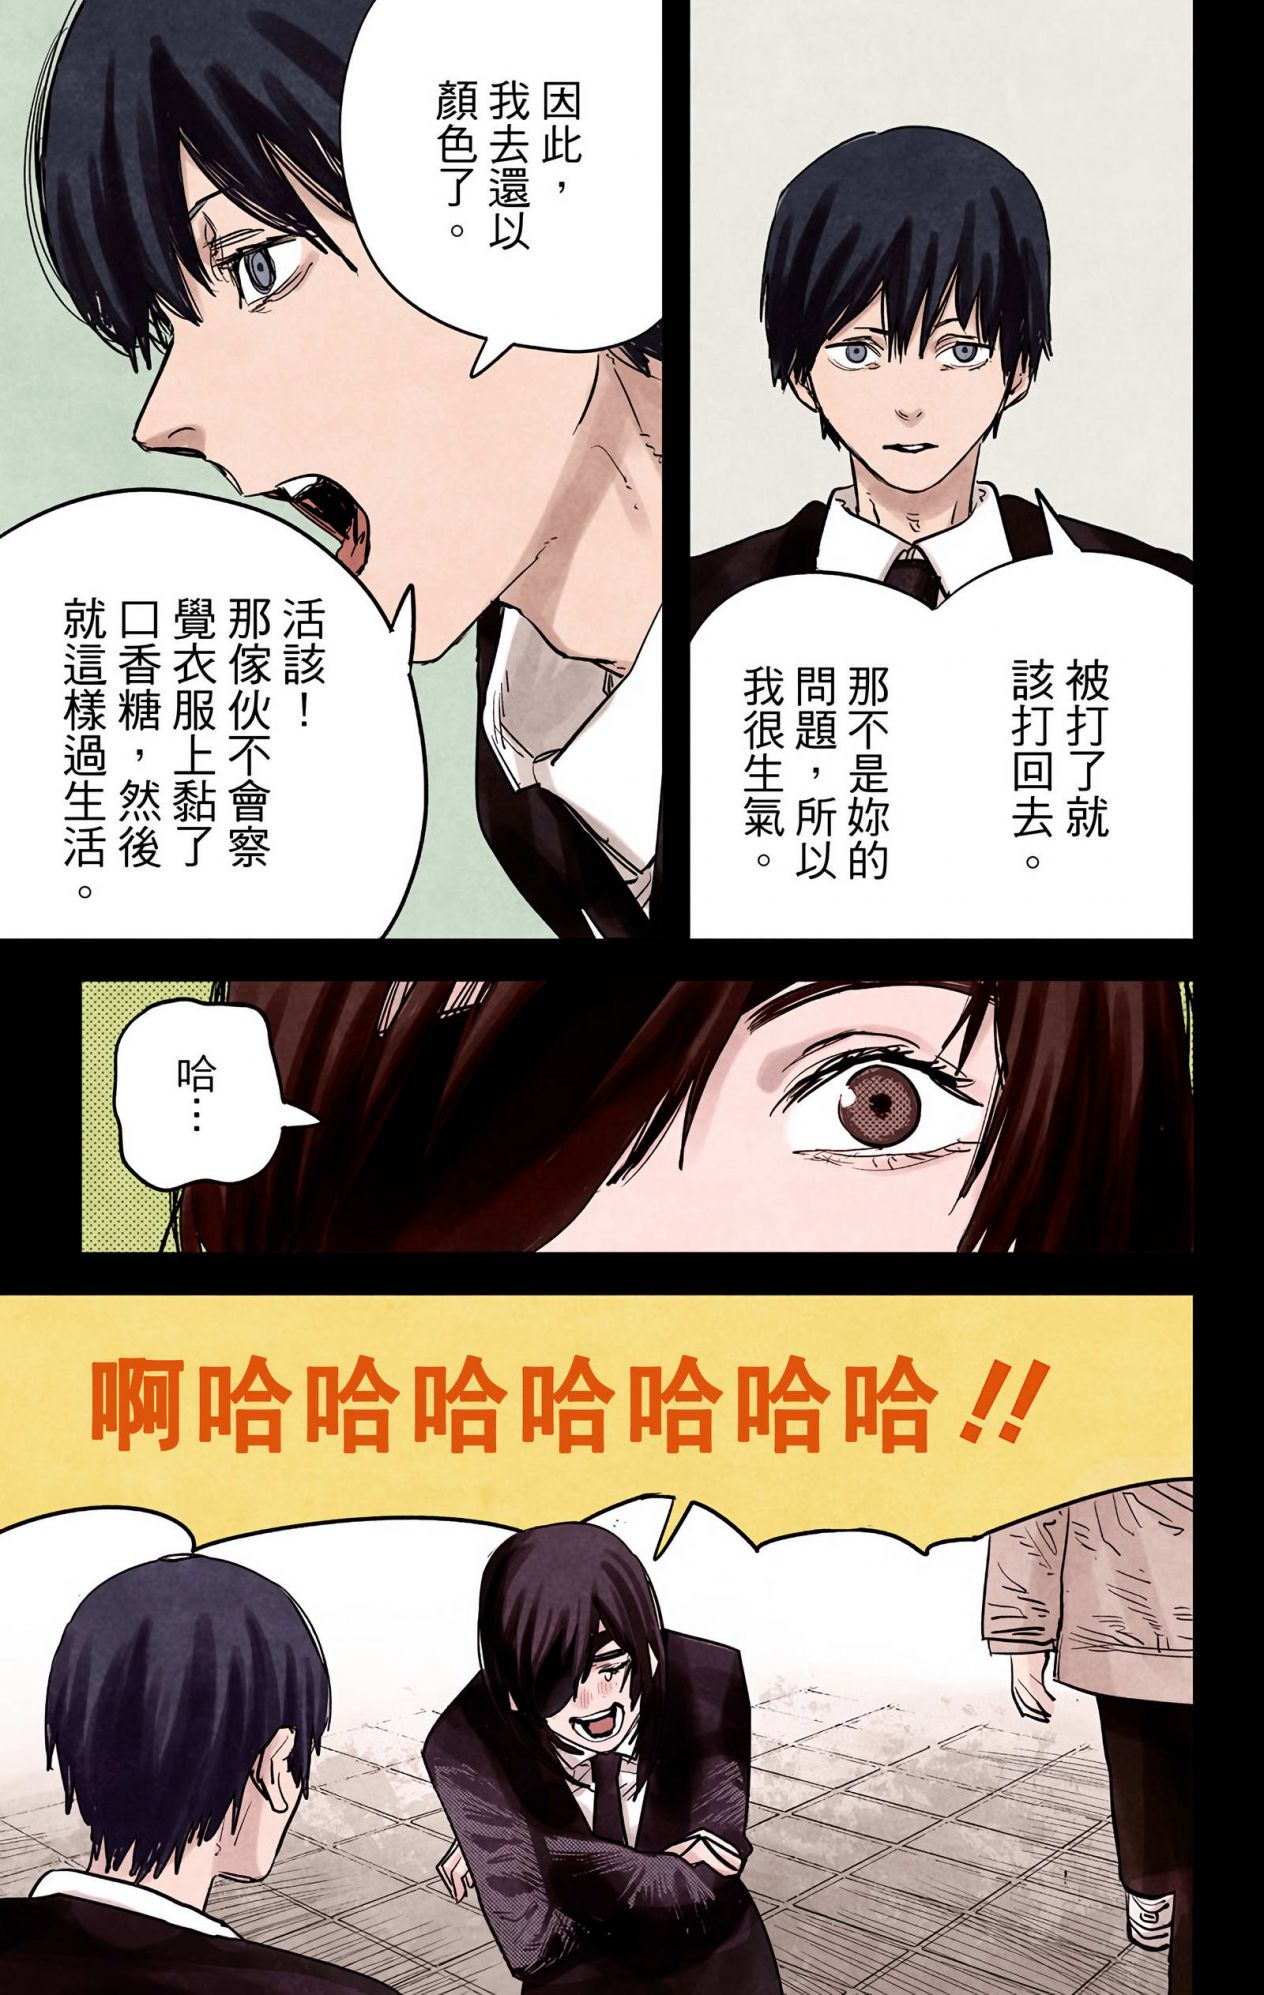 被打了就
該打回去。
那不是妳的
問題，所以
我很生氣。
因此，
我去還以
顏色了。
活該！
那傢伙不會察
覺衣服上黏了
口香糖，然後
就這樣過生活。
哈…
啊哈哈哈哈哈哈哈!!